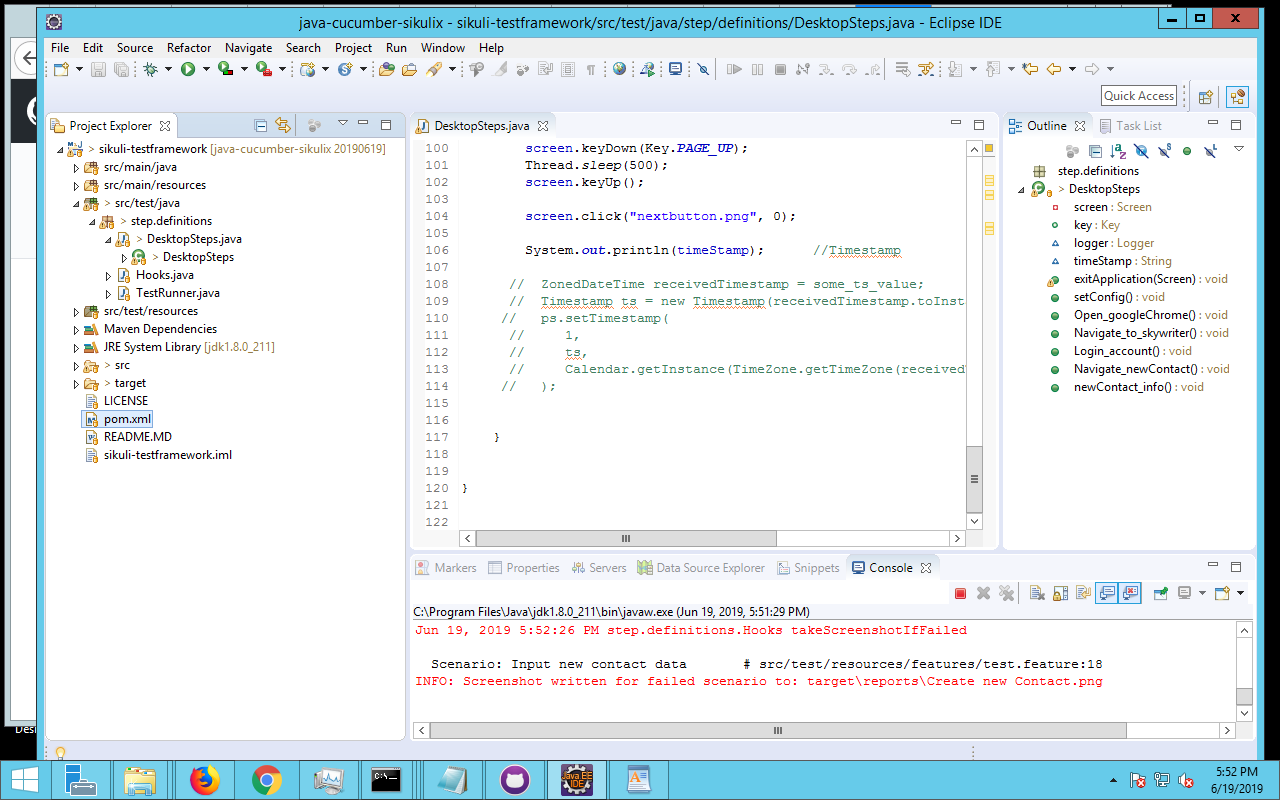 java-cucumber-sikulix - sikuli-testframework/src/test/java/step/definitions/DesktopSteps.java - Eclipse IDE
File Edit Source Refactor Navigate Search Project Run Window Help
Quick Access
Project Explorer
> sikuli-testframework [java-cucumber-sikulix 20190619]
src/main/java
src/main/resources
> src/test/java
> step.definitions
> DesktopSteps.java
> DesktopSteps
Hooks.java
TestRunner.java
src/test/resources
Maven Dependencies
JRE System Library [jdk1.8.0_211]
> src
> target
LICENSE
pom.xml
README.MD
sikuli-testframework.iml
DesktopSteps.java
100 screen.keyDown(Key.PAGE_UP);
101 Thread.sleep(500);
102 screen.keyUp();
103
104 screen.click("nextbutton.png", 0);
105
106 System.out.println(timeStamp); //Timestamp
107
108 // ZonedDateTime receivedTimestamp = some_ts_value;
109 // Timestamp ts = new Timestamp(receivedTimestamp.toInst
110 // ps.setTimestamp(
111 // 1,
112 // ts,
113 // Calendar.getInstance(TimeZone.getTimeZone(received
114 // );
115
116
117 }
118
119
120 }
121
122
Outline Task List
step.definitions
> DesktopSteps
screen : Screen
key : Key
logger : Logger
timeStamp : String
exitApplication(Screen) : void
setConfig() : void
Open_googleChrome() : void
Navigate_to_skywriter() : void
Login_account() : void
Navigate_newContact() : void
newContact_info() : void
Markers Properties Servers Data Source Explorer Snippets Console
C:\Program Files\Java\jdk1.8.0_211\bin\javaw.exe (Jun 19, 2019, 5:51:29 PM)
Jun 19, 2019 5:52:26 PM step.definitions.Hooks takeScreenshotIfFailed
Scenario: Input new contact data # src/test/resources/features/test.feature:18
INFO: Screenshot written for failed scenario to: target\reports\Create new Contact.png
Desi
Java EE
IDE
5:52 PM
6/19/2019